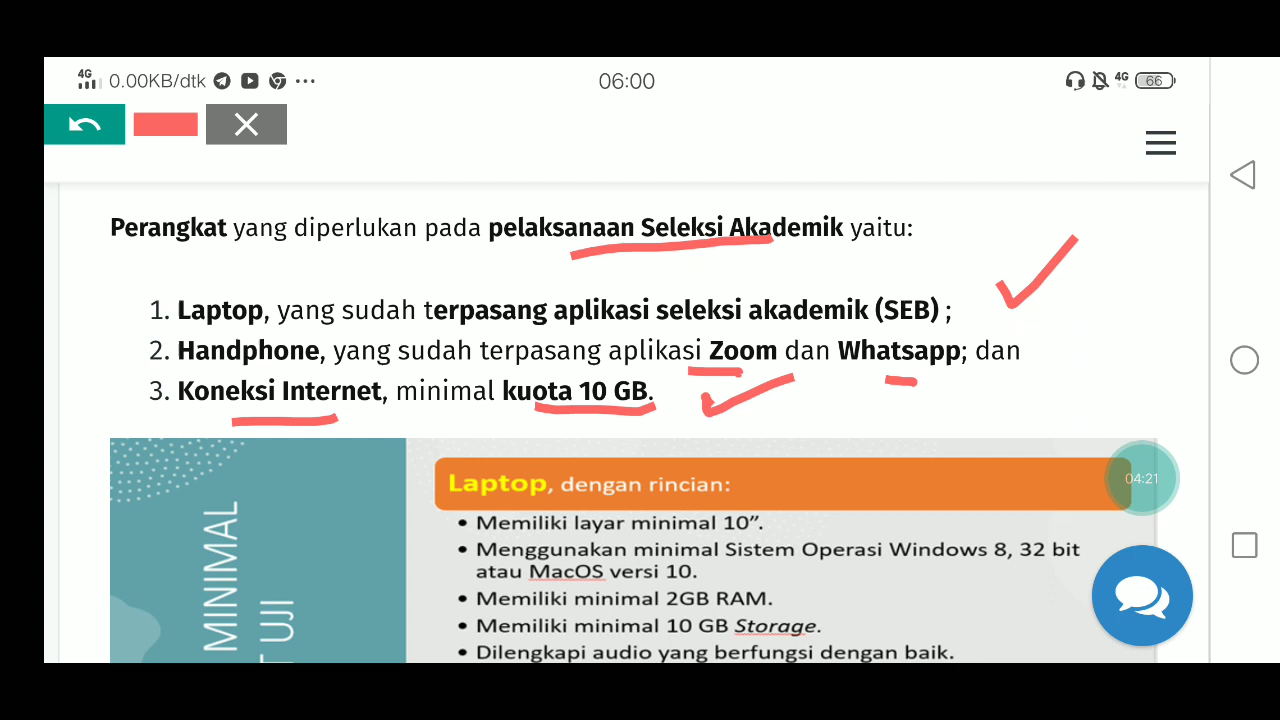 4G 0.00KB/dtk ... 06:00 4G 66
Perangkat yang diperlukan pada pelaksanaan Seleksi Akademik yaitu:
1. Laptop, yang sudah terpasang aplikasi seleksi akademik (SEB) ;
2. Handphone, yang sudah terpasang aplikasi Zoom dan Whatsapp; dan
3. Koneksi Internet, minimal kuota 10 GB.
MINIMAL
UJI
Laptop, dengan rincian:
04:21
• Memiliki layar minimal 10”.
• Menggunakan minimal Sistem Operasi Windows 8, 32 bit
atau MacOS versi 10.
• Memiliki minimal 2GB RAM.
• Memiliki minimal 10 GB Storage.
• Dilengkapi audio yang berfungsi dengan baik.